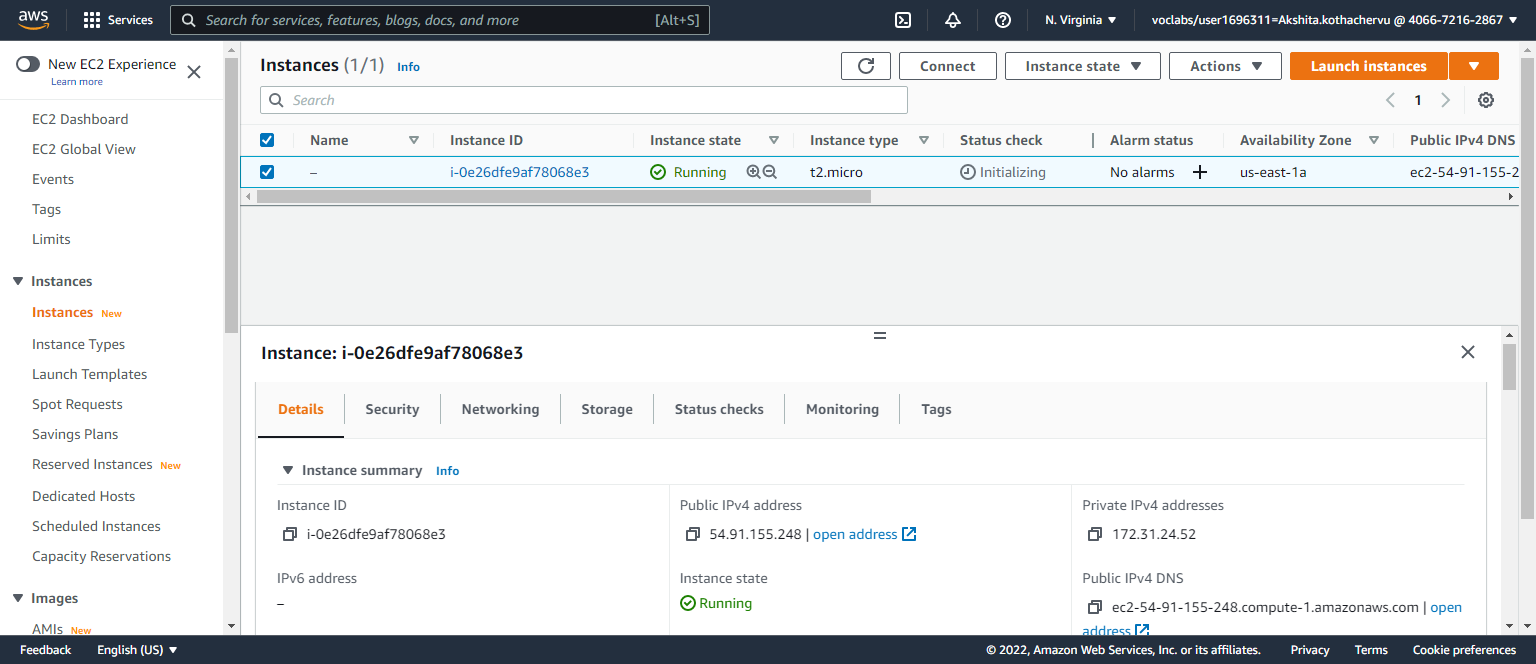 aws Services Search for services, features, blogs, docs, and more [Alt+S] N. Virginia ▼ voclabs/user1696311=Akshita.kothachervu @ 4066-7216-2867 ▼
New EC2 Experience
Learn more
EC2 Dashboard
EC2 Global View
Events
Tags
Limits
▼ Instances
Instances New
Instance Types
Launch Templates
Spot Requests
Savings Plans
Reserved Instances New
Dedicated Hosts
Scheduled Instances
Capacity Reservations
▼ Images
AMIs New
Instances (1/1) Info
Connect Instance state ▼ Actions ▼ Launch instances ▼
Search
1
Name Instance ID Instance state Instance type Status check Alarm status Availability Zone Public IPv4 DNS
– i-0e26dfe9af78068e3 Running t2.micro Initializing No alarms + us-east-1a ec2-54-91-155-2
Instance: i-0e26dfe9af78068e3
Details Security Networking Storage Status checks Monitoring Tags
▼ Instance summary Info
Instance ID
i-0e26dfe9af78068e3
Public IPv4 address
54.91.155.248 | open address
Private IPv4 addresses
172.31.24.52
IPv6 address
–
Instance state
Running
Public IPv4 DNS
ec2-54-91-155-248.compute-1.amazonaws.com | open
address
Feedback English (US) ▼ © 2022, Amazon Web Services, Inc. or its affiliates. Privacy Terms Cookie preferences